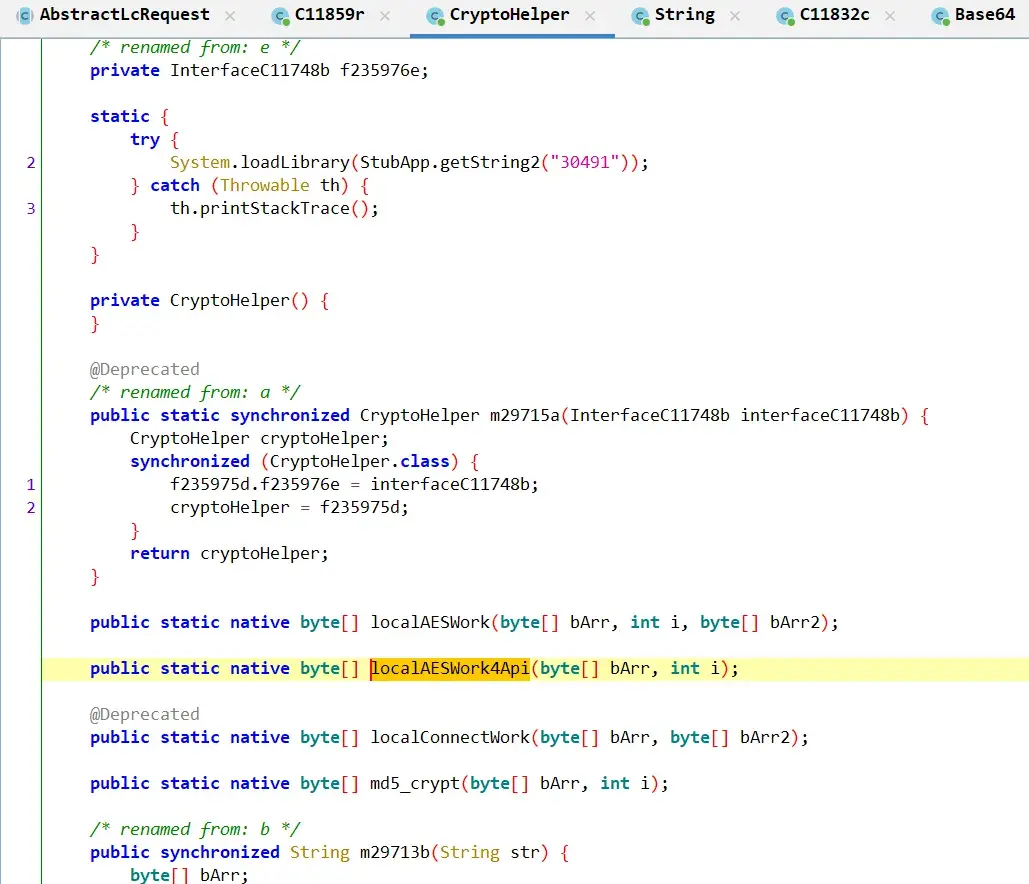 AbstractLcRequest × C11859r × CryptoHelper × String × C11832c × Base64
/* renamed from: e */
private InterfaceC11748b f235976e;
static {
try {
2 System.loadLibrary(StubApp.getString2("30491"));
} catch (Throwable th) {
3 th.printStackTrace();
}
}
private CryptoHelper() {
}
@Deprecated
/* renamed from: a */
public static synchronized CryptoHelper m29715a(InterfaceC11748b interfaceC11748b) {
CryptoHelper cryptoHelper;
synchronized (CryptoHelper.class) {
1 f235975d.f235976e = interfaceC11748b;
2 cryptoHelper = f235975d;
}
return cryptoHelper;
}
public static native byte[] localAESWork(byte[] bArr, int i, byte[] bArr2);
public static native byte[] localAESWork4Api(byte[] bArr, int i);
@Deprecated
public static native byte[] localConnectWork(byte[] bArr, byte[] bArr2);
public static native byte[] md5_crypt(byte[] bArr, int i);
/* renamed from: b */
public synchronized String m29713b(String str) {
byte[] bArr;